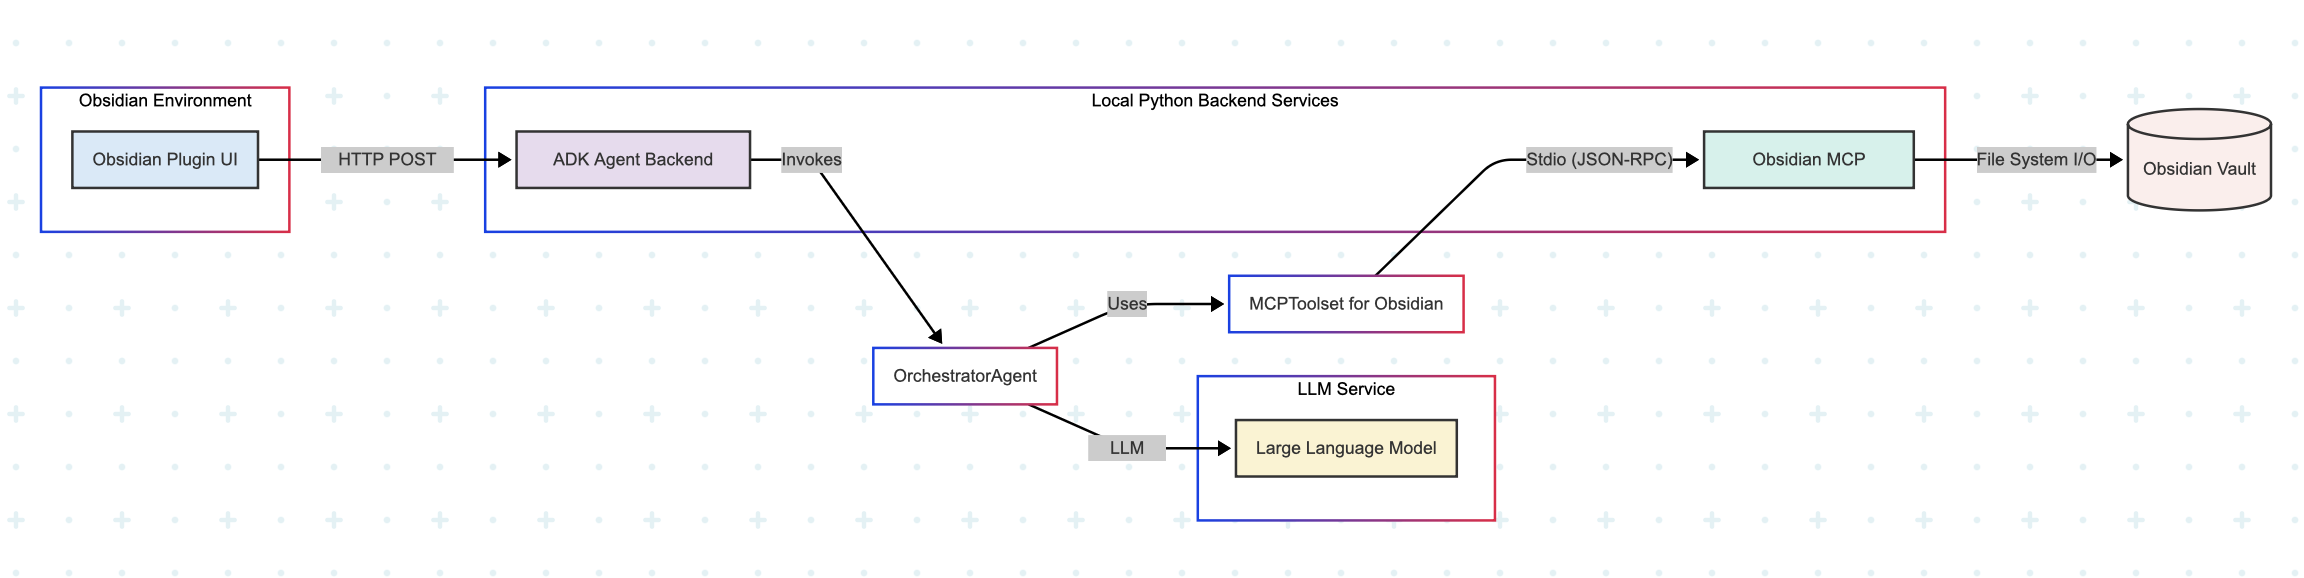 Obsidian Environment
Obsidian Plugin UI
HTTP POST
Local Python Backend Services
ADK Agent Backend
Invokes
Stdio (JSON-RPC)
Obsidian MCP
File System I/O
Obsidian Vault
Uses
MCPToolset for Obsidian
OrchestratorAgent
LLM
LLM Service
Large Language Model